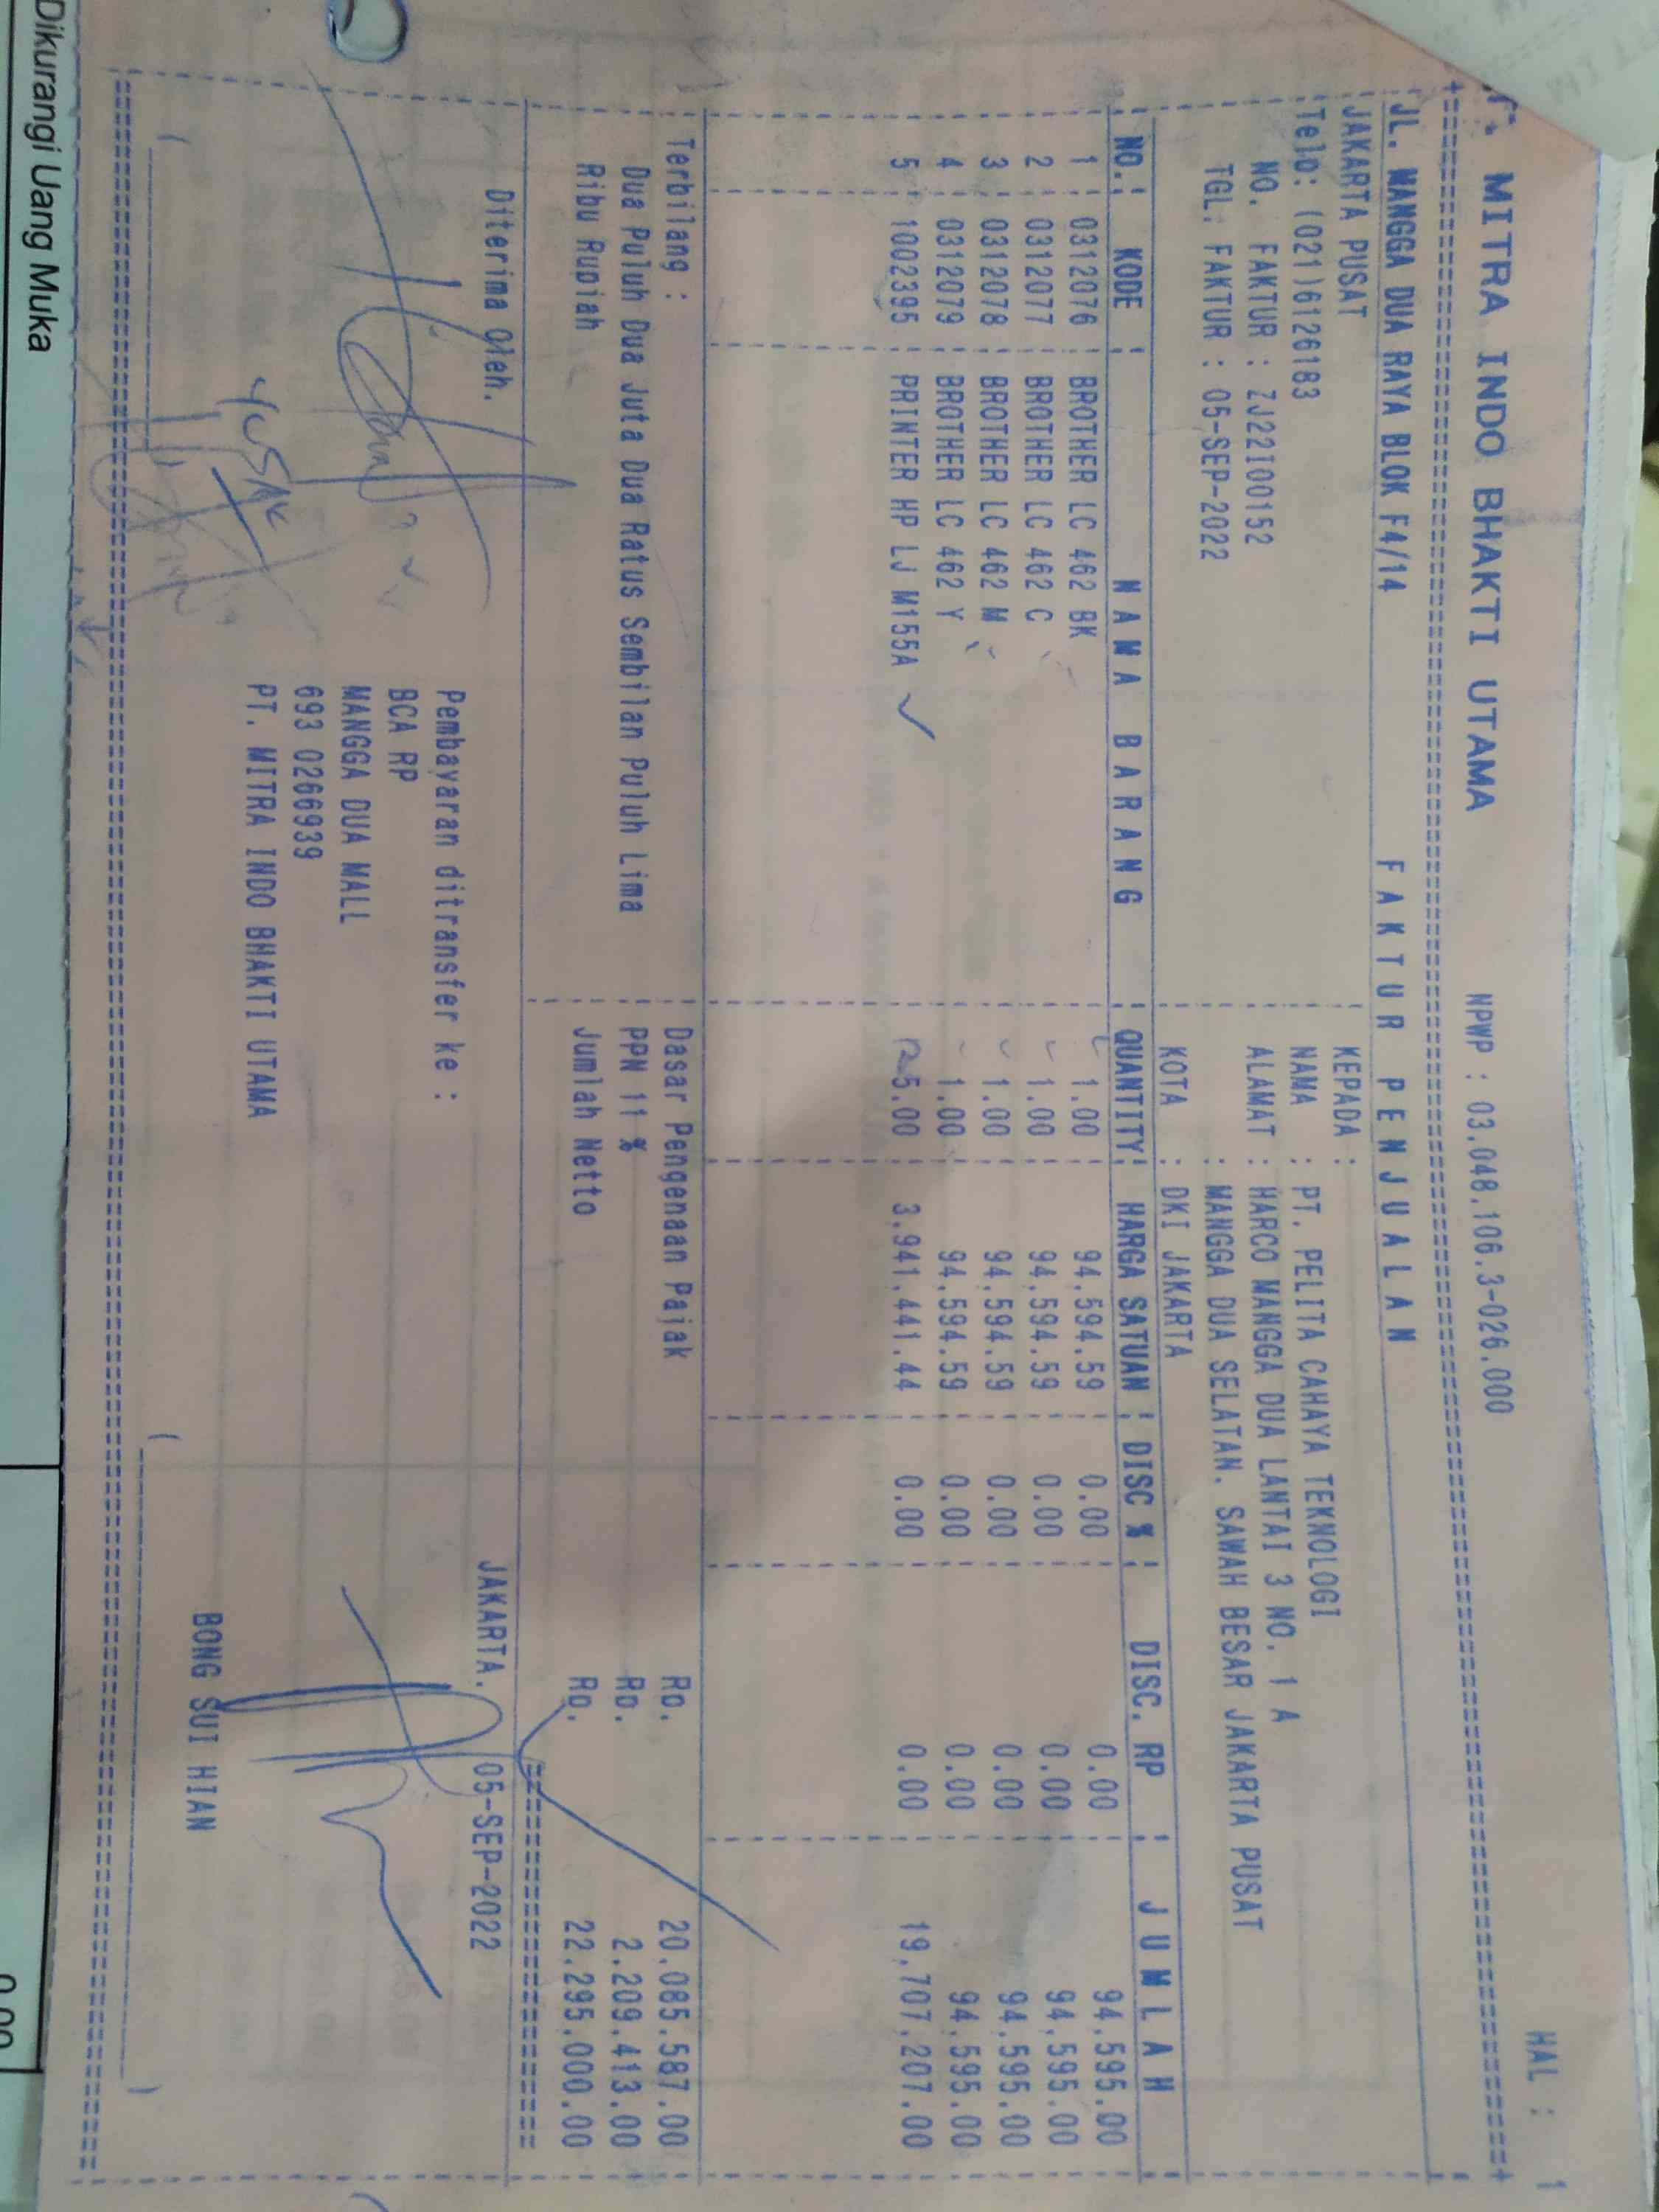 HAL : 1
MITRA INDO BHAKTI UTAMA NPWP : 03.048.106.3-026.000
JL. MANGGA DUA RAYA BLOK F4/14 F A K T U R P E N J U A L A N
JAKARTA PUSAT KEPADA :
Telp: (021)6126183 NAMA : PT. PELITA CAHAYA TEKNOLOGI
NO. FAKTUR : ZJ22100152 ALAMAT : HARCO MANGGA DUA LANTAI 3 NO. 1 A
TGL. FAKTUR : 05-SEP-2022 : MANGGA DUA SELATAN. SAWAH BESAR JAKARTA PUSAT
KOTA : DKI JAKARTA
NO. KODE N A M A B A R A N G QUANTITY HARGA SATUAN DISC % DISC. RP J U M L A H
1 0312076 BROTHER LC 462 BK 1.00 94.594.59 0.00 0.00 94,595.00
2 0312077 BROTHER LC 462 C 1.00 94.594.59 0.00 0.00 94,595.00
3 0312078 BROTHER LC 462 M 1.00 94.594.59 0.00 0.00 94,595.00
4 0312079 BROTHER LC 462 Y 1.00 94.594.59 0.00 0.00 94,595.00
5 1002395 PRINTER HP LJ M155A 5.00 3.941.441.44 0.00 0.00 19,707,207.00
Terbilang : Dasar Pengenaan Pajak Rp. 20.085.587.00
Dua Puluh Dua Juta Dua Ratus Sembilan Puluh Lima PPN 11 % Rp. 2.209.413.00
Ribu Rupiah Jumlah Netto Rp. 22.295.000.00
Diterima Oleh. JAKARTA. 05-SEP-2022
Pembayaran ditransfer ke :
BCA RP
MANGGA DUA MALL
693 0266939
PT. MITRA INDO BHAKTI UTAMA
BONG SUI HIAN
Dikurangi Uang Muka